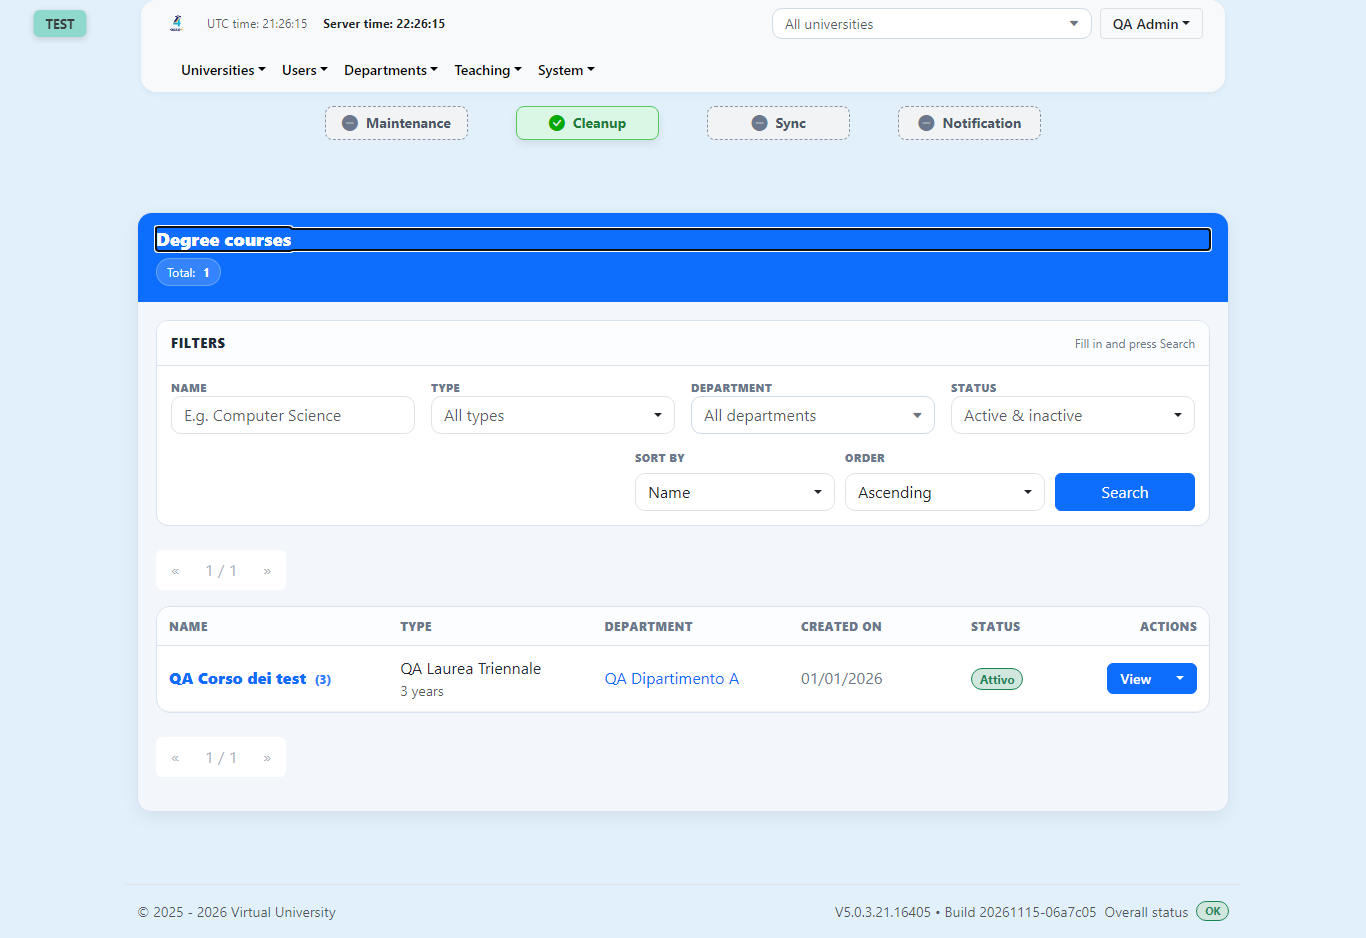 TEST
UTC time: 21:26:15 Server time: 22:26:15 All universities QA Admin
Universities Users Departments Teaching System
Maintenance Cleanup Sync Notification
Degree courses
Total: 1
FILTERS Fill in and press Search
NAME TYPE DEPARTMENT STATUS
E.g. Computer Science All types All departments Active & inactive
SORT BY ORDER
Name Ascending Search
« 1 / 1 »
NAME TYPE DEPARTMENT CREATED ON STATUS ACTIONS
QA Corso dei test (3) QA Laurea Triennale QA Dipartimento A 01/01/2026 Attivo View
3 years
« 1 / 1 »
© 2025 - 2026 Virtual University V5.0.3.21.16405 • Build 20261115-06a7c05 Overall status OK